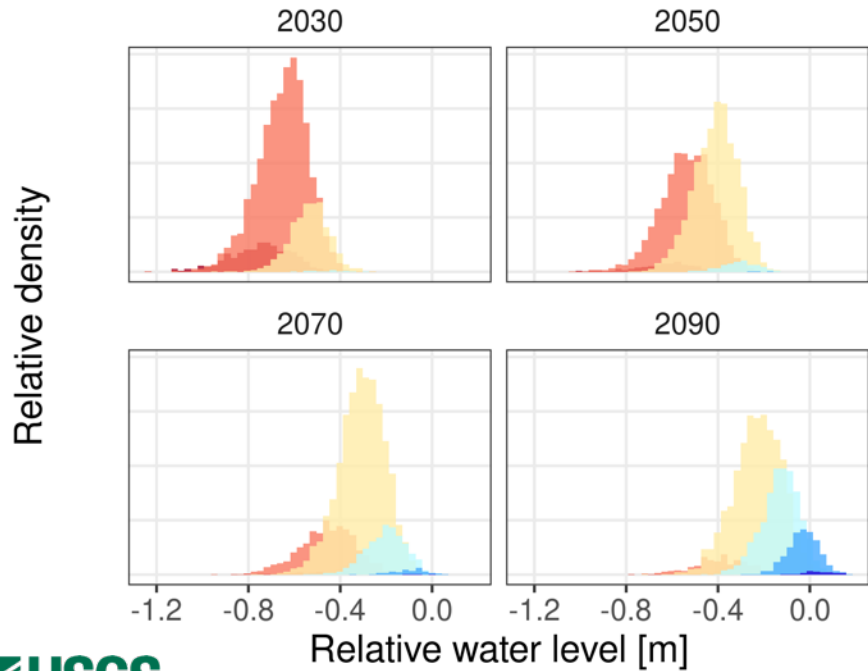 2030 2050
Relative density
2070 2090
-1.2 -0.8 -0.4 0.0 -1.2 -0.8 -0.4 0.0
Relative water level [m]
USGS